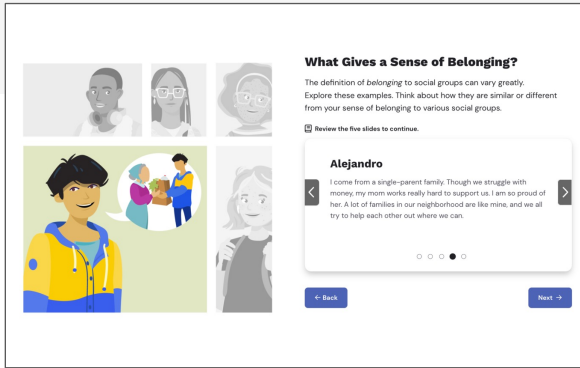 What Gives a Sense of Belonging?
The definition of belonging to social groups can vary greatly.
Explore these examples. Think about how they are similar or different
from your sense of belonging to various social groups.
Review the five slides to continue.
Alejandro
I come from a single-parent family. Though we struggle with
money, my mom works really hard to support us. I am so proud of
her. A lot of families in our neighborhood are like mine, and we all
try to help each other out where we can.
← Back
Next →